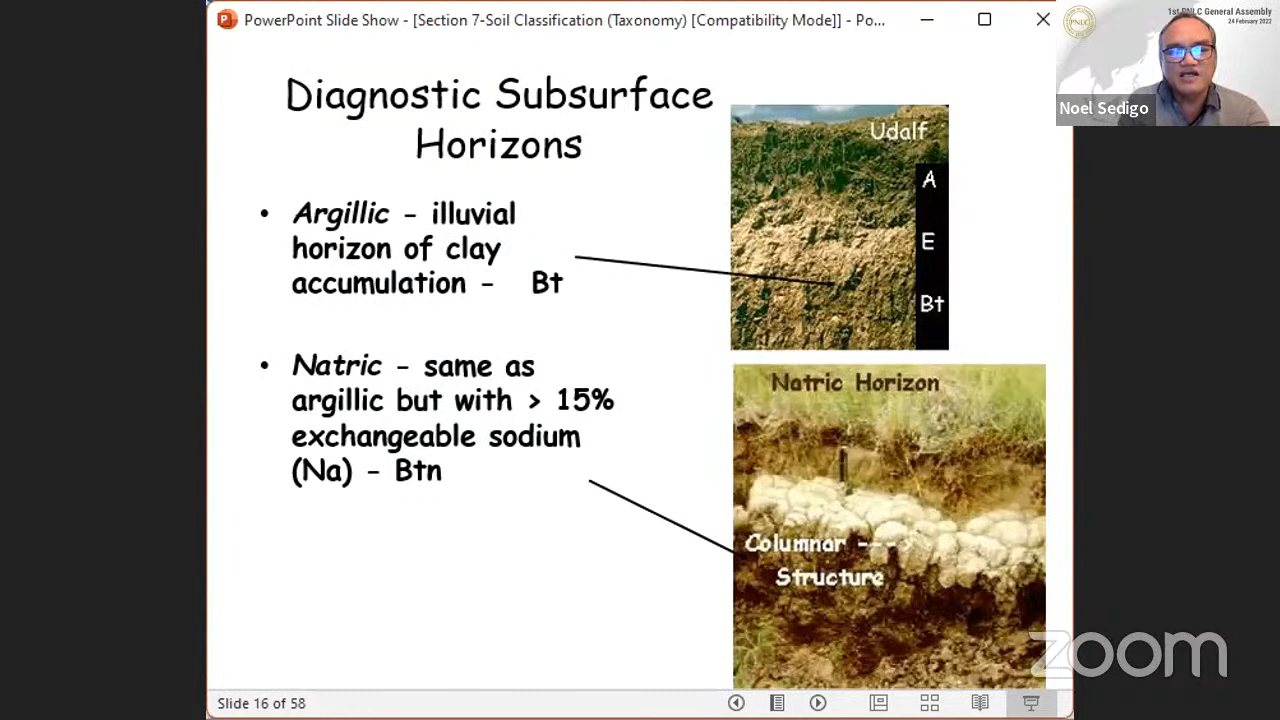 PowerPoint Slide Show - [Section 7-Soil Classification (Taxonomy) [Compatibility Mode]] - Po...
1st PNLC General Assembly
24 February 2022
PNLC
Noel Sedigo
Diagnostic Subsurface
Horizons
• Argillic - illuvial
horizon of clay
accumulation - Bt
• Natric - same as
argillic but with > 15%
exchangeable sodium
(Na) - Btn
Udalf
A
E
Bt
Natric Horizon
Columnar --->
Structure
zoom
Slide 16 of 58